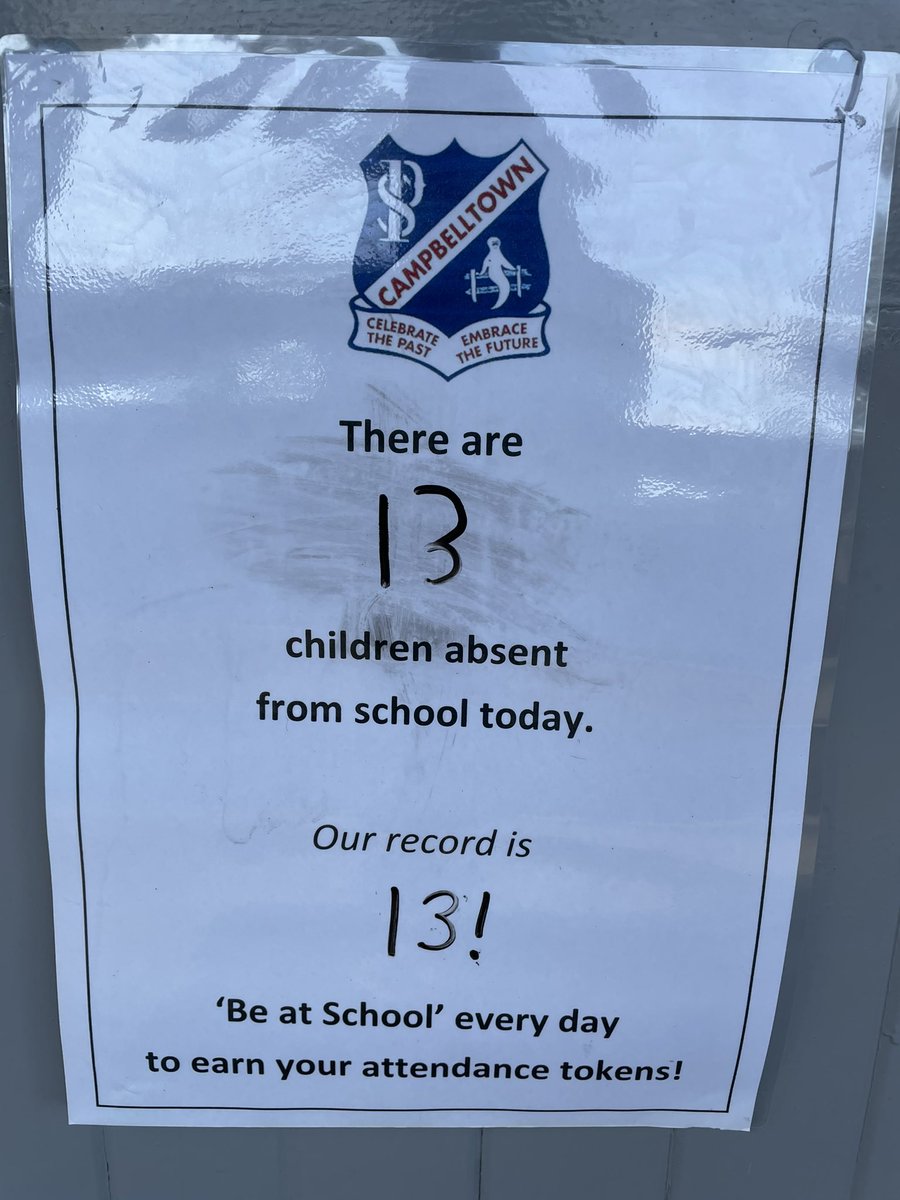 PS
CAMPBELLTOWN
CELEBRATE
THE PAST
EMBRACE
THE FUTURE
There are
13
children absent
from school today.
Our record is
13!
‘Be at School’ every day
to earn your attendance tokens!